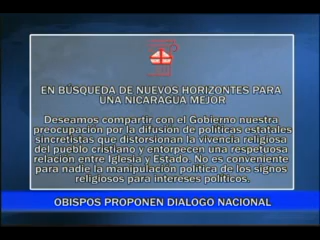 EN BUSQUEDA DE NUEVOS HORIZONTES PARA
UNA NICARAGUA MEJOR
Deseamos compartir con el Gobierno nuestra
preocupación por la difusión de políticas estatales
sincretistas que distorsionan la vivencia religiosa
del pueblo cristiano y entorpecen una respetuosa
relación entre Iglesia y Estado. No es conveniente
para nadie la manipulación política de los signos
religiosos para intereses políticos.
OBISPOS PROPONEN DIALOGO NACIONAL